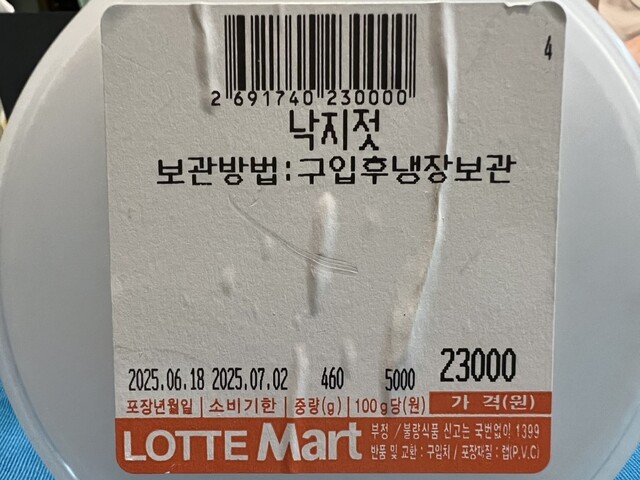 4
2 691740 230000
낙지젓
보관방법:구입후냉장보관
2025.06.18 2025.07.02 460 5000 23000
포장년월일 | 소비기한 | 중량(g) | 100g당(원) 가 격(원)
LOTTE Mart
부정/불량식품 신고는 국번없이 1399
반품 및 교환 : 구입처 / 포장재질 : 랩(P.V.C)